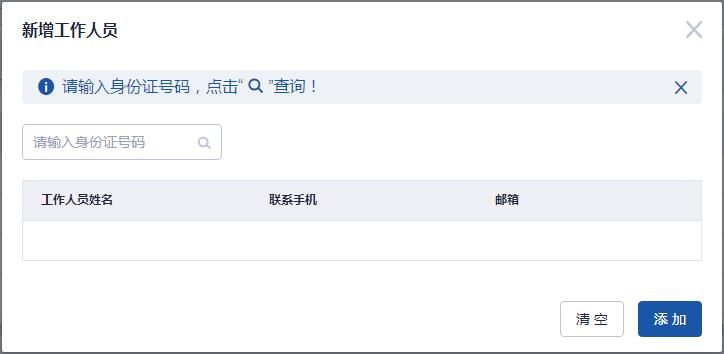 新增工作人员
请输入身份证号码，点击“ ”查询！
请输入身份证号码
工作人员姓名 联系手机 邮箱
清空 添加